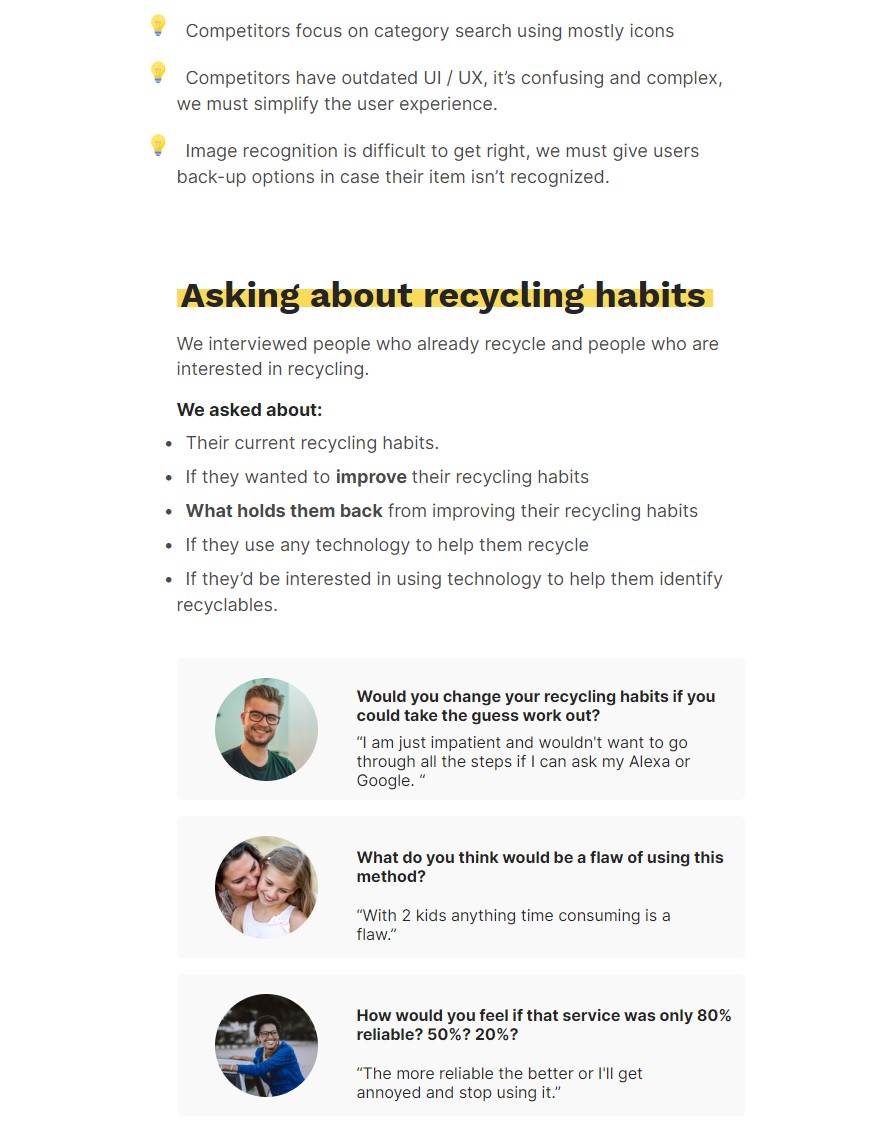 Competitors focus on category search using mostly icons
Competitors have outdated UI / UX, it’s confusing and complex,
we must simplify the user experience.
Image recognition is difficult to get right, we must give users
back-up options in case their item isn’t recognized.
Asking about recycling habits
We interviewed people who already recycle and people who are
interested in recycling.
We asked about:
• Their current recycling habits.
• If they wanted to improve their recycling habits
• What holds them back from improving their recycling habits
• If they use any technology to help them recycle
• If they’d be interested in using technology to help them identify
recyclables.
Would you change your recycling habits if you
could take the guess work out?
“I am just impatient and wouldn't want to go
through all the steps if I can ask my Alexa or
Google. “
What do you think would be a flaw of using this
method?
“With 2 kids anything time consuming is a
flaw.”
How would you feel if that service was only 80%
reliable? 50%? 20%?
“The more reliable the better or I'll get
annoyed and stop using it.”